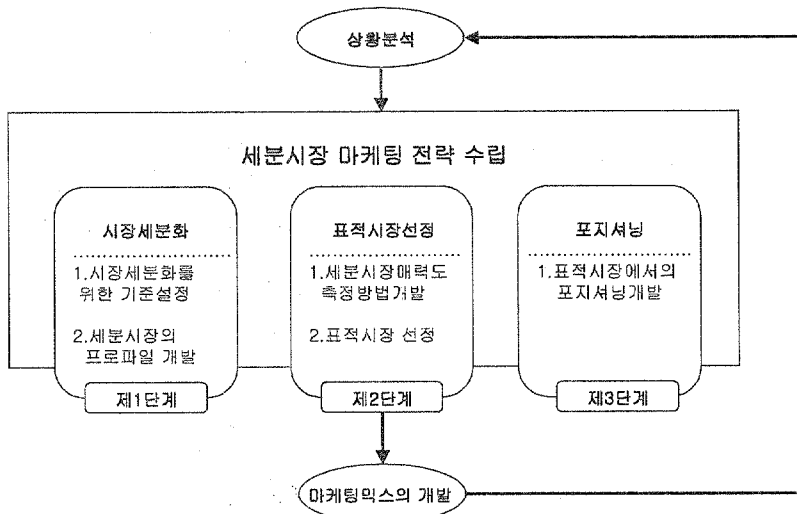 상황분석
세분시장 마케팅 전략 수립
시장세분화
1.시장세분화를
위한 기준설정
2.세분시장의
프로파일 개발
제1단계
표적시장선정
1.세분시장매력도
측정방법개발
2.표적시장 선정
제2단계
포지셔닝
1.표적시장에서의
포지셔닝개발
제3단계
마케팅믹스의 개발